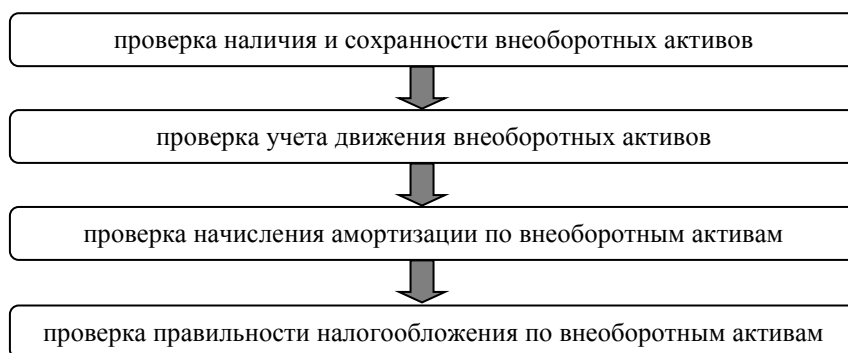 проверка наличия и сохранности внеоборотных активов
проверка учета движения внеоборотных активов
проверка начисления амортизации по внеоборотным активам
проверка правильности налогообложения по внеоборотным активам